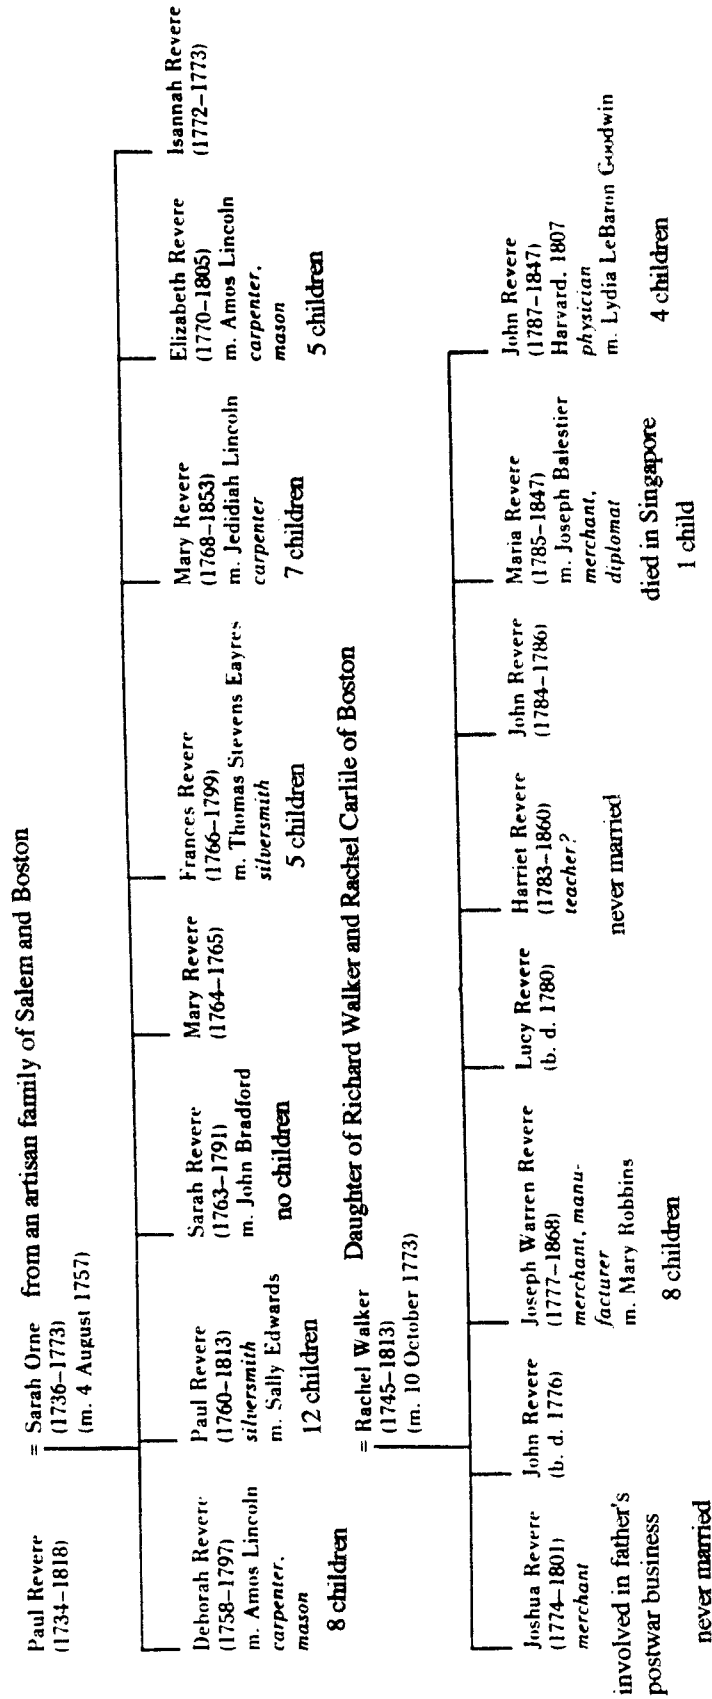 Paul Revere
(1734–1818)
= Sarah Orne from an artisan family of Salem and Boston
(1736–1773)
(m. 4 August 1757)
Deborah Revere
(1758–1797)
m. Amos Lincoln
carpenter,
mason
8 children
Paul Revere
(1760–1813)
silversmith
m. Sally Edwards
12 children
Sarah Revere
(1763–1791)
m. John Bradford
no children
Mary Revere
(1764–1765)
Frances Revere
(1766–1799)
m. Thomas Stevens Eayres
silversmith
5 children
Mary Revere
(1768–1853)
m. Jedidiah Lincoln
carpenter
7 children
Elizabeth Revere
(1770–1805)
m. Amos Lincoln
carpenter,
mason
5 children
Isannah Revere
(1772–1773)
= Rachel Walker Daughter of Richard Walker and Rachel Carlile of Boston
(1745–1813)
(m. 10 October 1773)
Joshua Revere
(1774–1801)
merchant
involved in father's
postwar business
never married
John Revere
(b. d. 1776)
Joseph Warren Revere
(1777–1868)
merchant, manu-
facturer
m. Mary Robbins
8 children
Lucy Revere
(b. d. 1780)
Harriet Revere
(1783–1860)
teacher?
never married
John Revere
(1784–1786)
Maria Revere
(1785–1847)
m. Joseph Balestier
merchant,
diplomat
died in Singapore
1 child
John Revere
(1787–1847)
Harvard, 1807
physician
m. Lydia LeBaron Goodwin
4 children